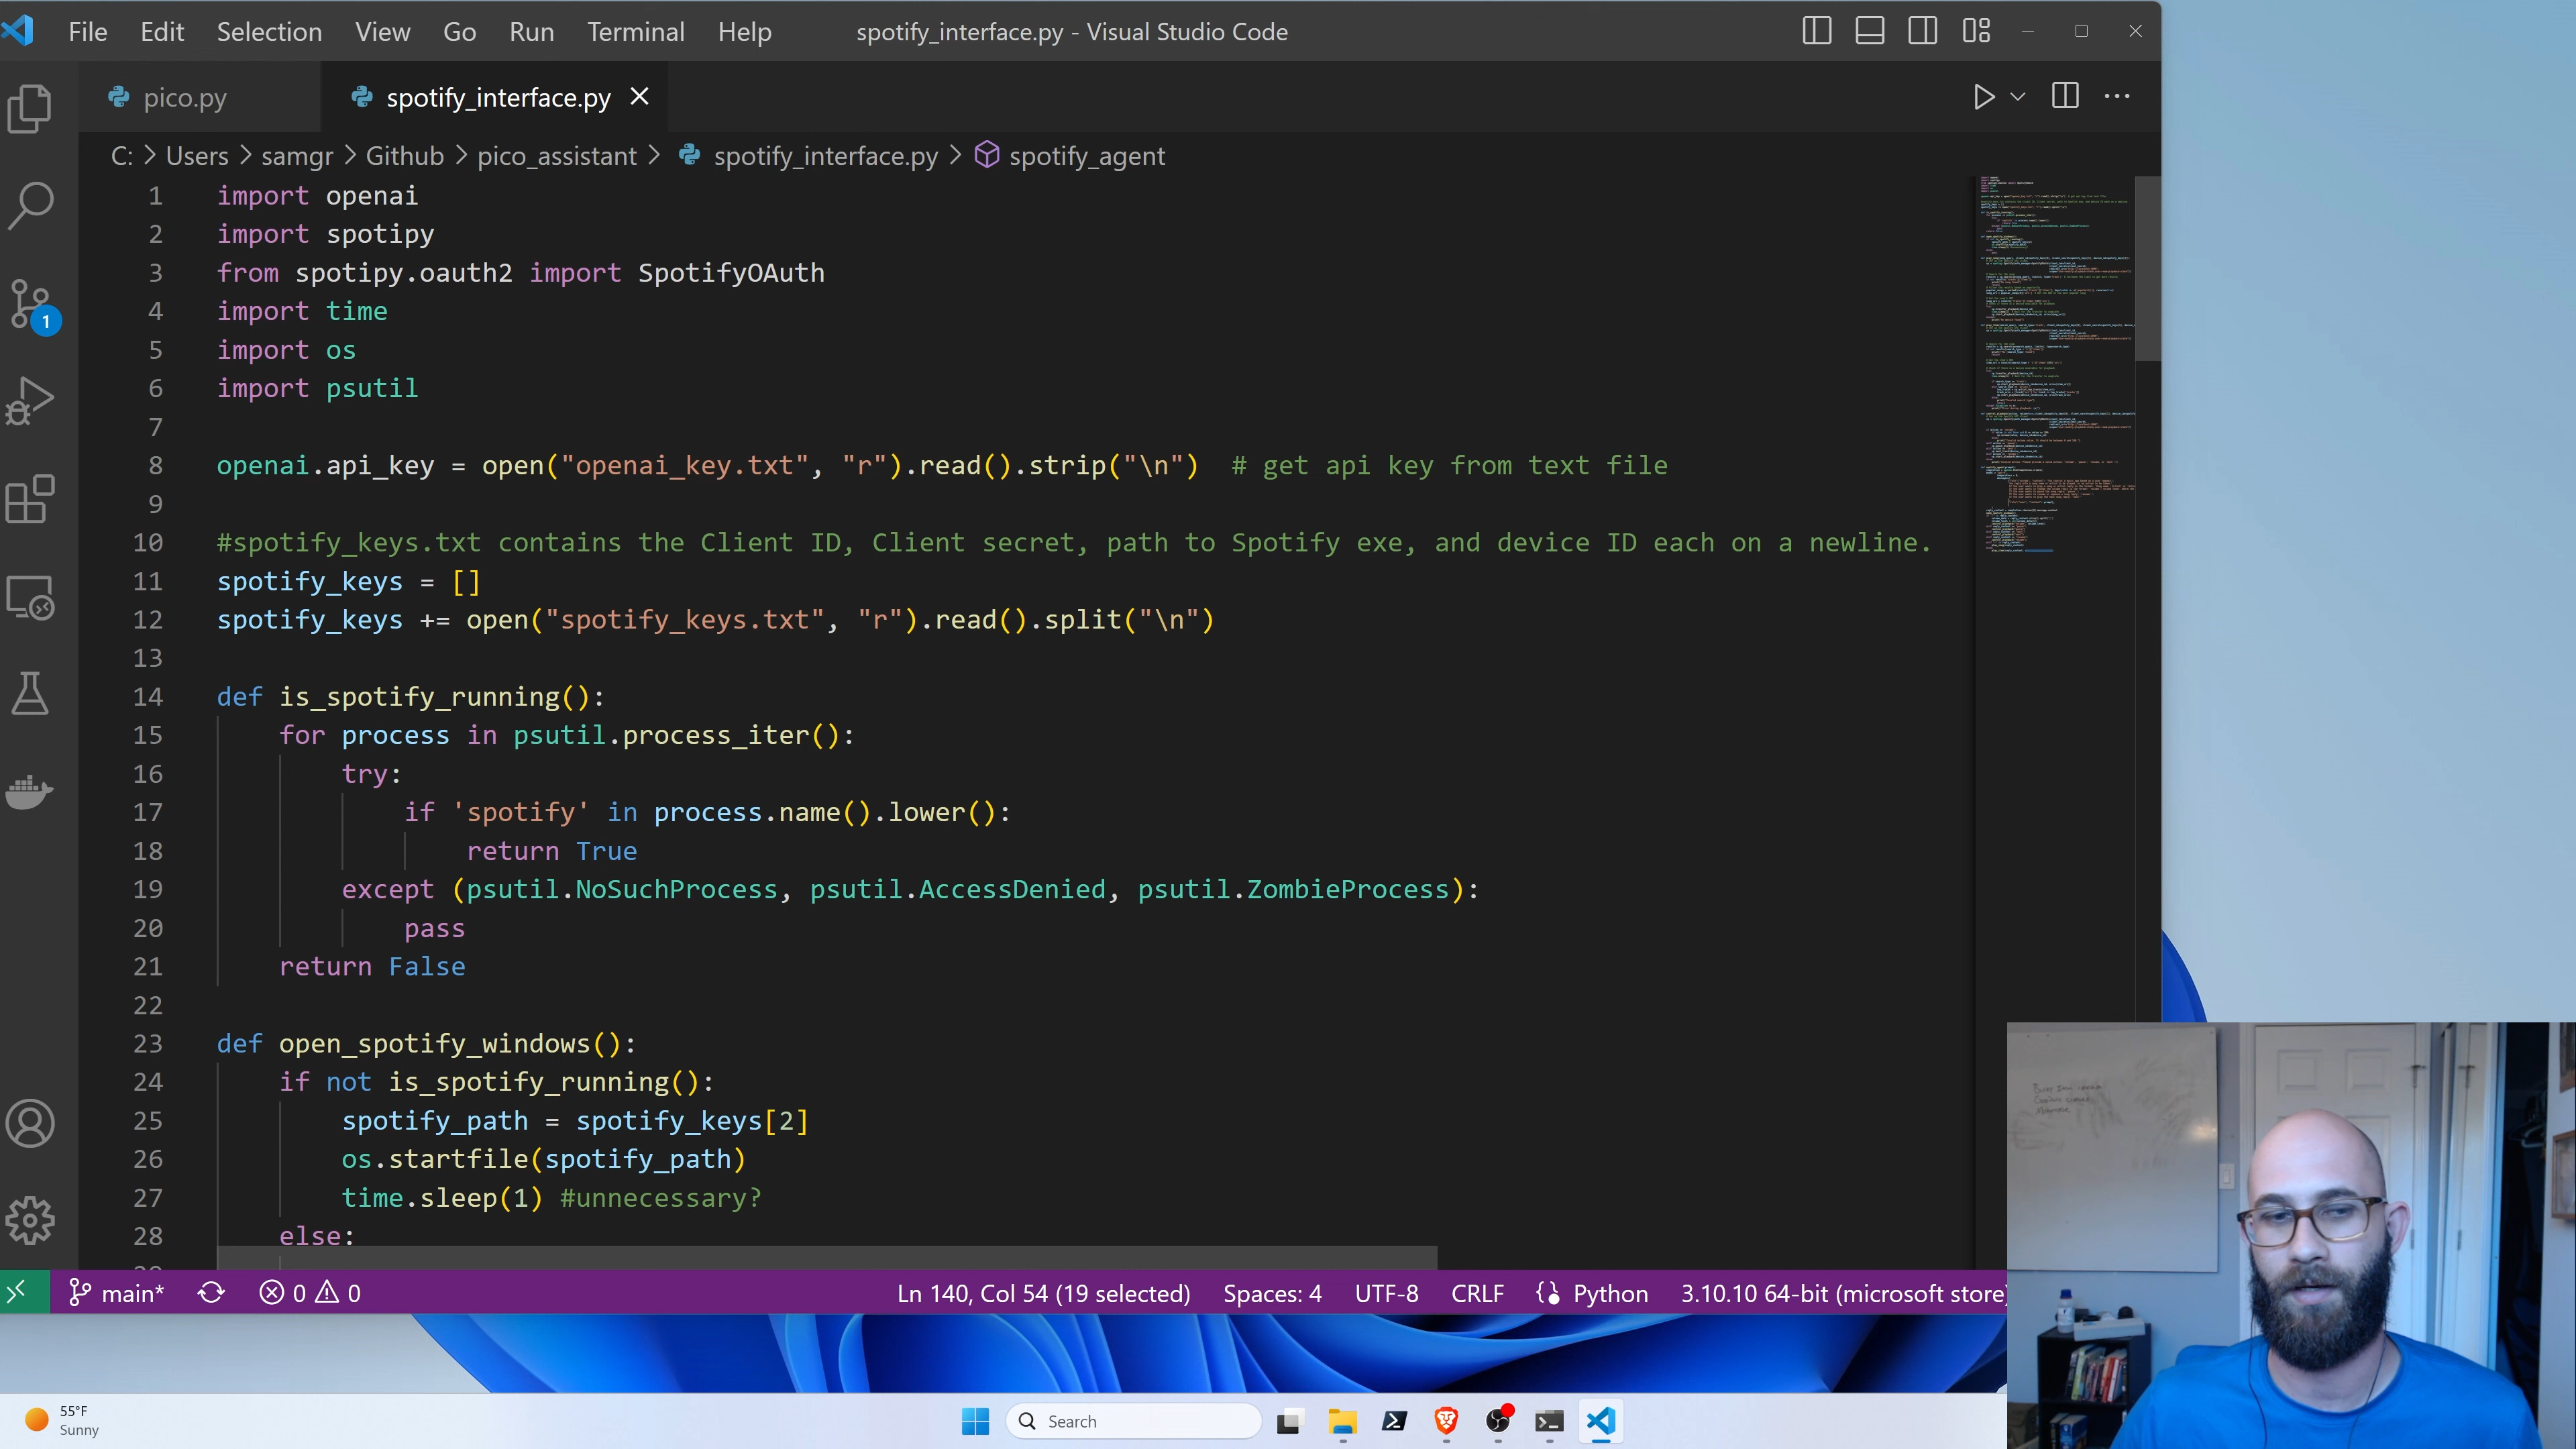 File Edit Selection View Go Run Terminal Help spotify_interface.py - Visual Studio Code
pico.py spotify_interface.py
C: > Users > samgr > Github > pico_assistant > spotify_interface.py > spotify_agent
1 import openai
2 import spotipy
3 from spotipy.oauth2 import SpotifyOAuth
4 import time
5 import os
6 import psutil
7
8 openai.api_key = open("openai_key.txt", "r").read().strip("\n")  # get api key from text file
9
10 #spotify_keys.txt contains the Client ID, Client secret, path to Spotify exe, and device ID each on a newline.
11 spotify_keys = []
12 spotify_keys += open("spotify_keys.txt", "r").read().split("\n")
13
14 def is_spotify_running():
15     for process in psutil.process_iter():
16         try:
17             if 'spotify' in process.name().lower():
18                 return True
19         except (psutil.NoSuchProcess, psutil.AccessDenied, psutil.ZombieProcess):
20             pass
21     return False
22
23 def open_spotify_windows():
24     if not is_spotify_running():
25         spotify_path = spotify_keys[2]
26         os.startfile(spotify_path)
27         time.sleep(1) #unnecessary?
28     else:
1
main* 0 0 Ln 140, Col 54 (19 selected) Spaces: 4 UTF-8 CRLF Python 3.10.10 64-bit (microsoft store)
55°F
Sunny
Search